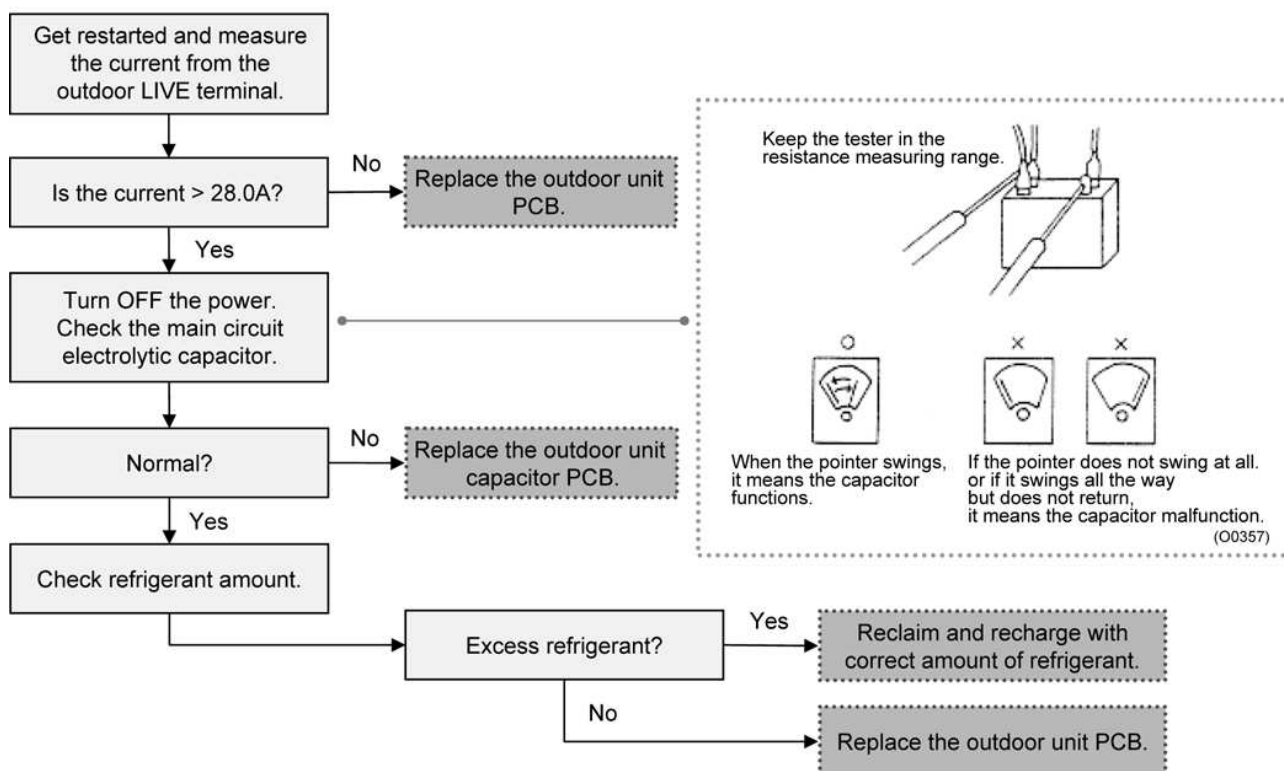 Get restarted and measure
the current from the
outdoor LIVE terminal.
Is the current > 28.0A?
No
Replace the outdoor unit
PCB.
Yes
Turn OFF the power.
Check the main circuit
electrolytic capacitor.
Keep the tester in the
resistance measuring range.
When the pointer swings,
it means the capacitor
functions.
If the pointer does not swing at all.
or if it swings all the way
but does not return,
it means the capacitor malfunction.
(O0357)
Normal?
No
Replace the outdoor unit
capacitor PCB.
Yes
Check refrigerant amount.
Excess refrigerant?
Yes
Reclaim and recharge with
correct amount of refrigerant.
No
Replace the outdoor unit PCB.